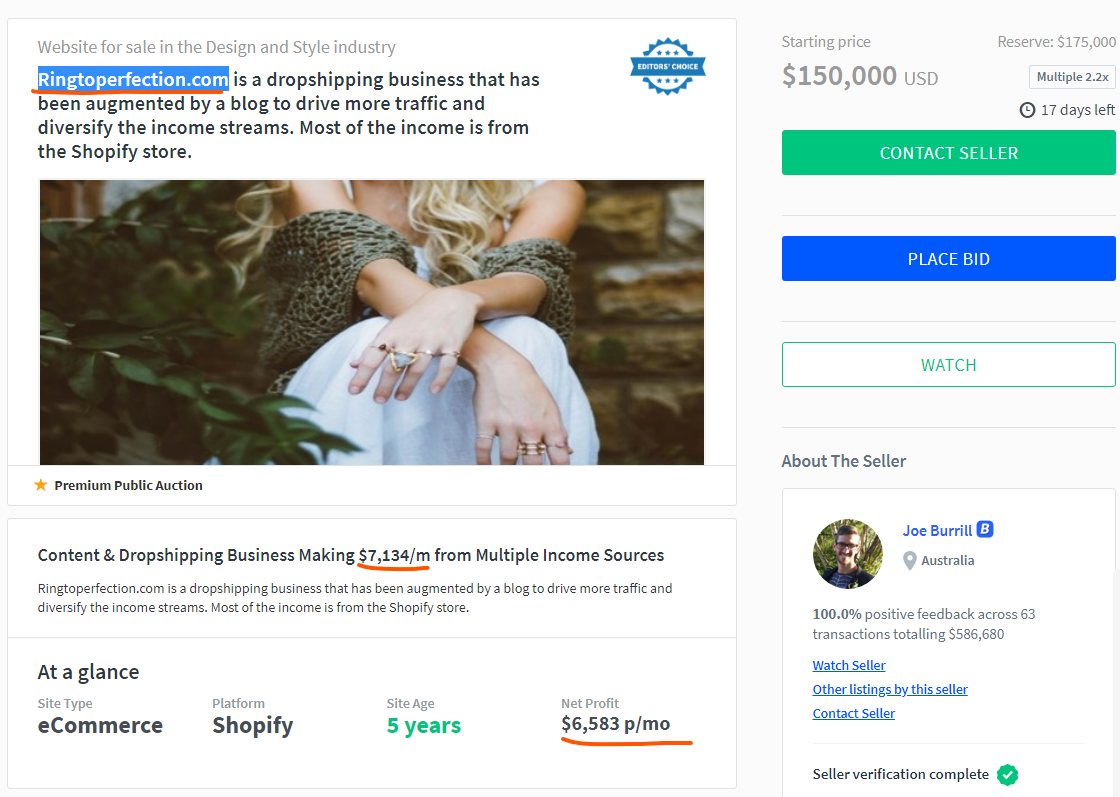 Website for sale in the Design and Style industry
Ringtoperfection.com is a dropshipping business that has
been augmented by a blog to drive more traffic and
diversify the income streams. Most of the income is from
the Shopify store.
EDITORS' CHOICE
Premium Public Auction
Content & Dropshipping Business Making $7,134/m from Multiple Income Sources
Ringtoperfection.com is a dropshipping business that has been augmented by a blog to drive more traffic and
diversify the income streams. Most of the income is from the Shopify store.
At a glance
Site Type
eCommerce
Platform
Shopify
Site Age
5 years
Net Profit
$6,583 p/mo
Starting price
Reserve: $175,000
$150,000 USD
Multiple 2.2x
17 days left
CONTACT SELLER
PLACE BID
WATCH
About The Seller
Joe Burrill B
Australia
100.0% positive feedback across 63
transactions totalling $586,680
Watch Seller
Other listings by this seller
Contact Seller
Seller verification complete